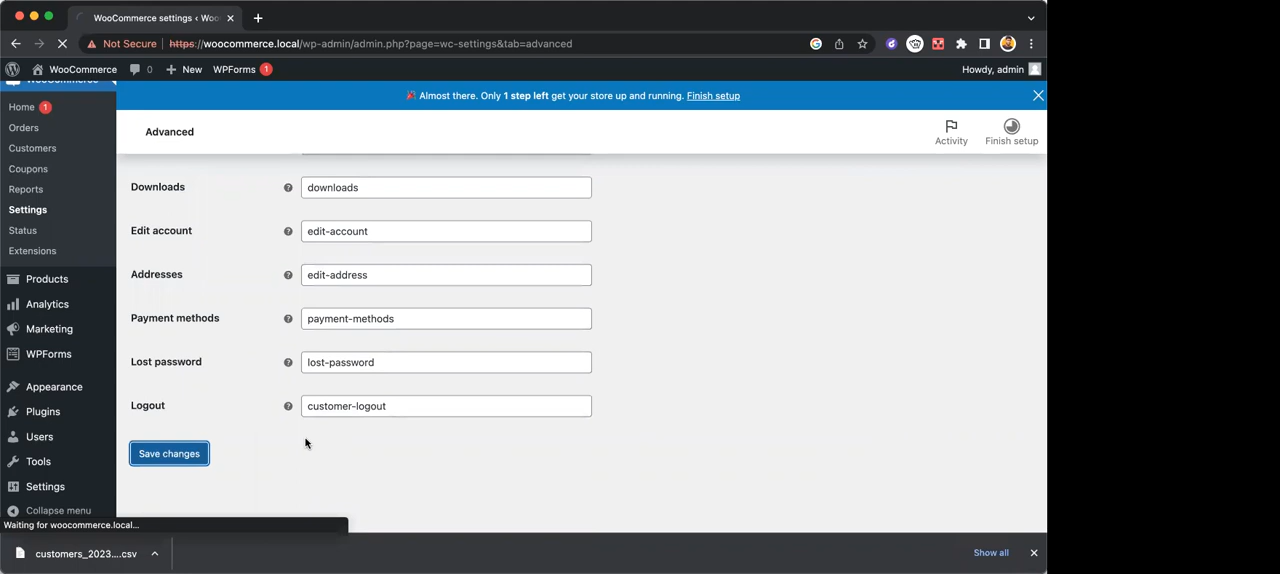 WooCommerce settings ‹ Woo
Not Secure
https://woocommerce.local/wp-admin/admin.php?page=wc-settings&tab=advanced
WooCommerce
0
New
WPForms 1
Howdy, admin
WooCommerce
Almost there. Only 1 step left get your store up and running. Finish setup
Home 1
Orders
Customers
Coupons
Reports
Settings
Status
Extensions
Products
Analytics
Marketing
WPForms
Appearance
Plugins
Users
Tools
Settings
Collapse menu
Advanced
Activity
Finish setup
Downloads
downloads
Edit account
edit-account
Addresses
edit-address
Payment methods
payment-methods
Lost password
lost-password
Logout
customer-logout
Save changes
Waiting for woocommerce.local...
customers_2023....csv
Show all